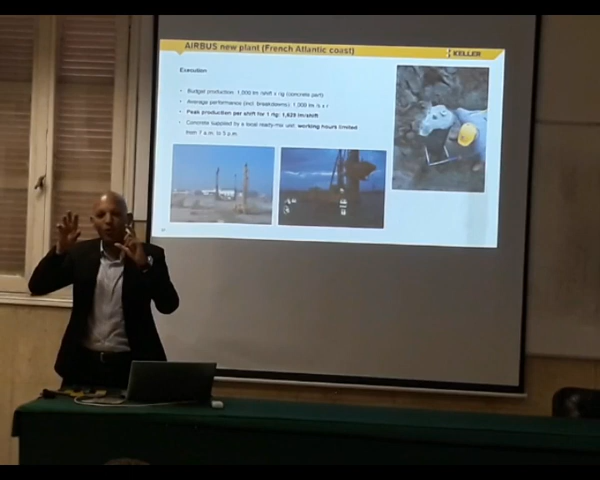 AIRBUS new plant (French Atlantic coast)
KELLER
Execution
Budget production: 1,000 lm /shift x rig (concrete part)
Average performance (incl. breakdowns): 1,000 lm /s x r
Peak production per shift for 1 rig: 1,629 lm/shift
Concrete supplied by a local ready-mix unit, working hours limited
from 7 a.m. to 5 p.m.